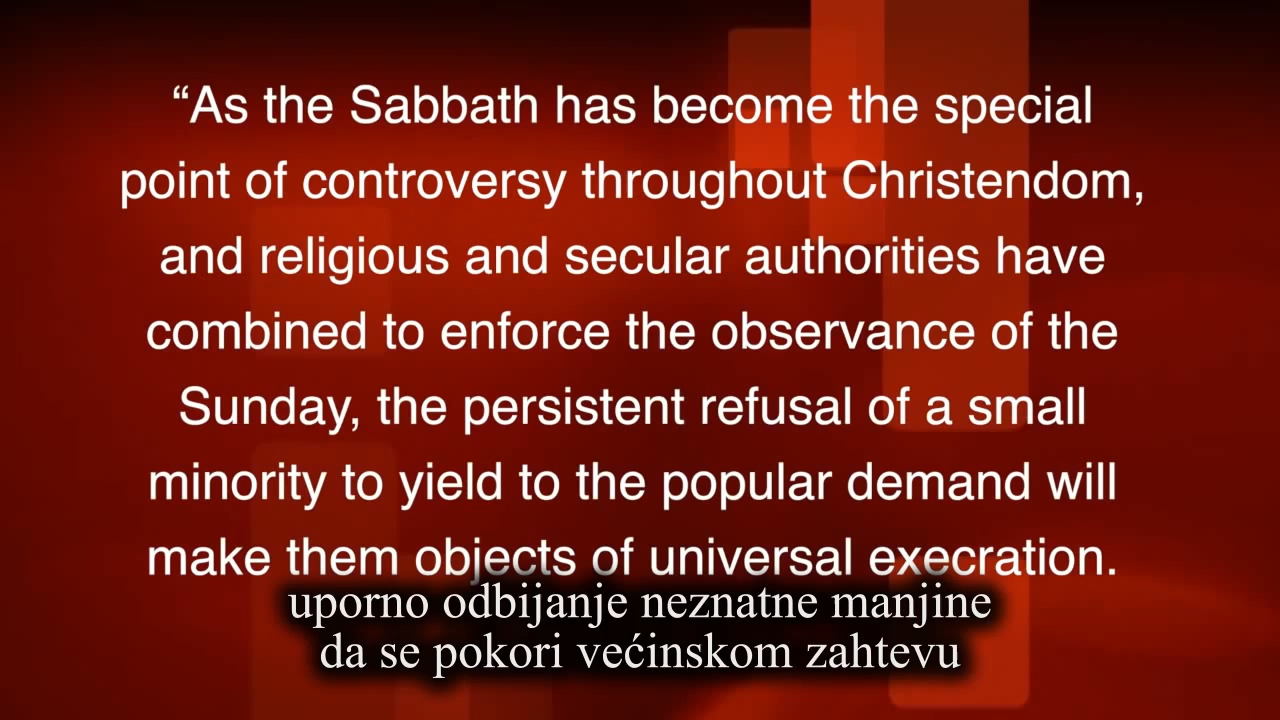 “As the Sabbath has become the special
point of controversy throughout Christendom,
and religious and secular authorities have
combined to enforce the observance of the
Sunday, the persistent refusal of a small
minority to yield to the popular demand will
make them objects of universal execration.
uporno odbijanje neznatne manjine
da se pokori većinskom zahtevu